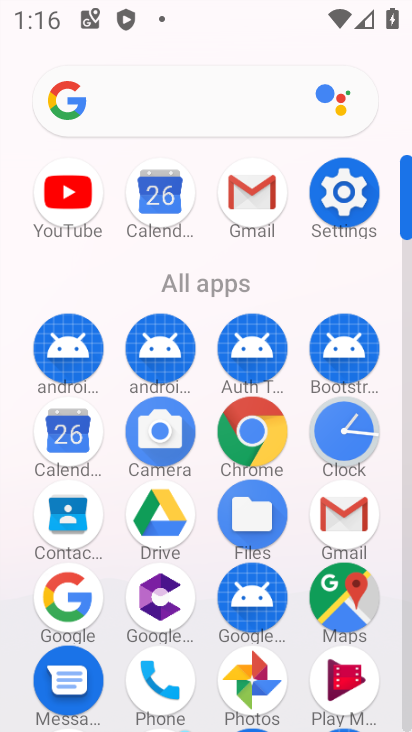 1:16
YouTube Calend... Gmail Settings
All apps
androi... androi... Auth T... Bootstr...
Calend... Camera Chrome Clock
Contac... Drive Files Gmail
Google Google... Google... Maps
Messa... Phone Photos Play M...
26
26